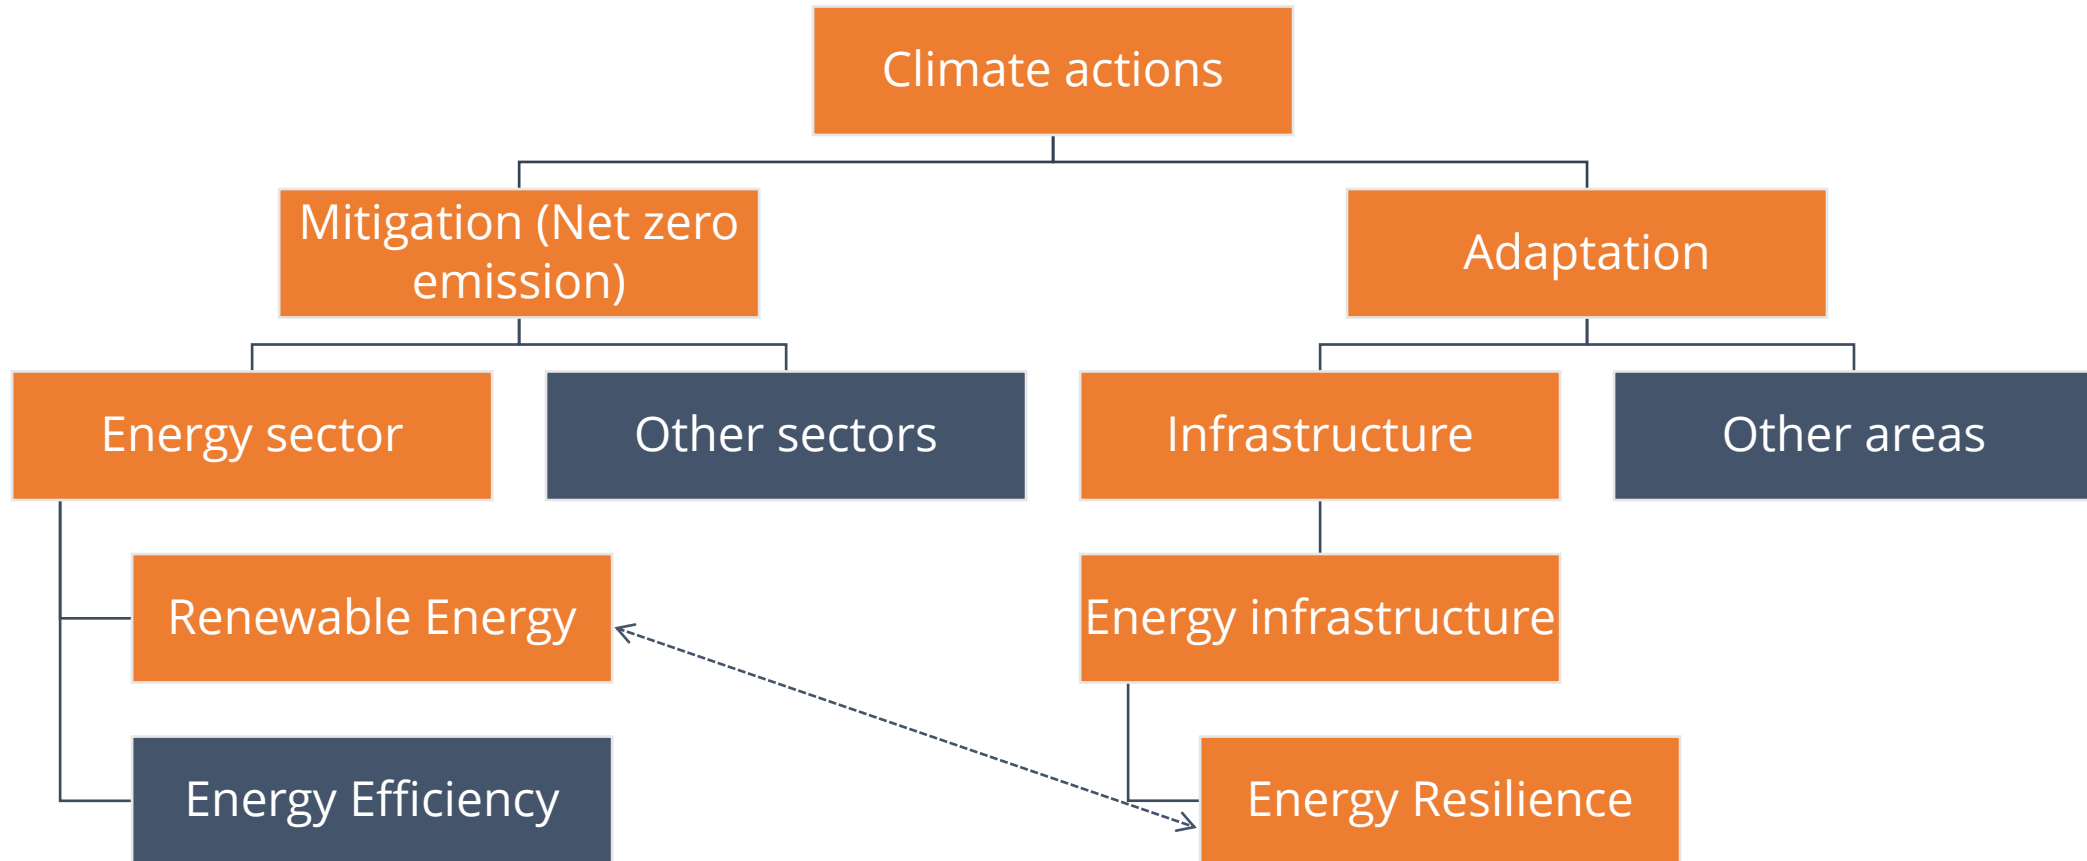 Climate actions
Mitigation (Net zero
emission)
Adaptation
Energy sector
Other sectors
Infrastructure
Other areas
Renewable Energy
Energy infrastructure
Energy Efficiency
Energy Resilience